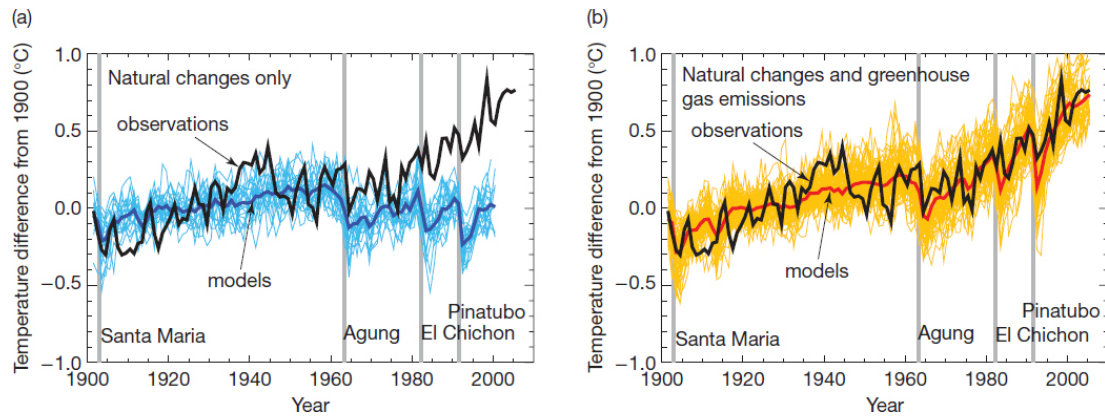 (a)
Temperature difference from 1900 (°C)
1.0
0.5
0.0
−0.5
−1.0
Natural changes only
observations
models
Santa Maria
Agung
El Chichon
Pinatubo
1900 1920 1940 1960 1980 2000
Year
(b)
Temperature difference from 1900 (°C)
1.0
0.5
0.0
−0.5
−1.0
Natural changes and greenhouse
gas emissions
observations
models
Santa Maria
Agung
El Chichon
Pinatubo
1900 1920 1940 1960 1980 2000
Year